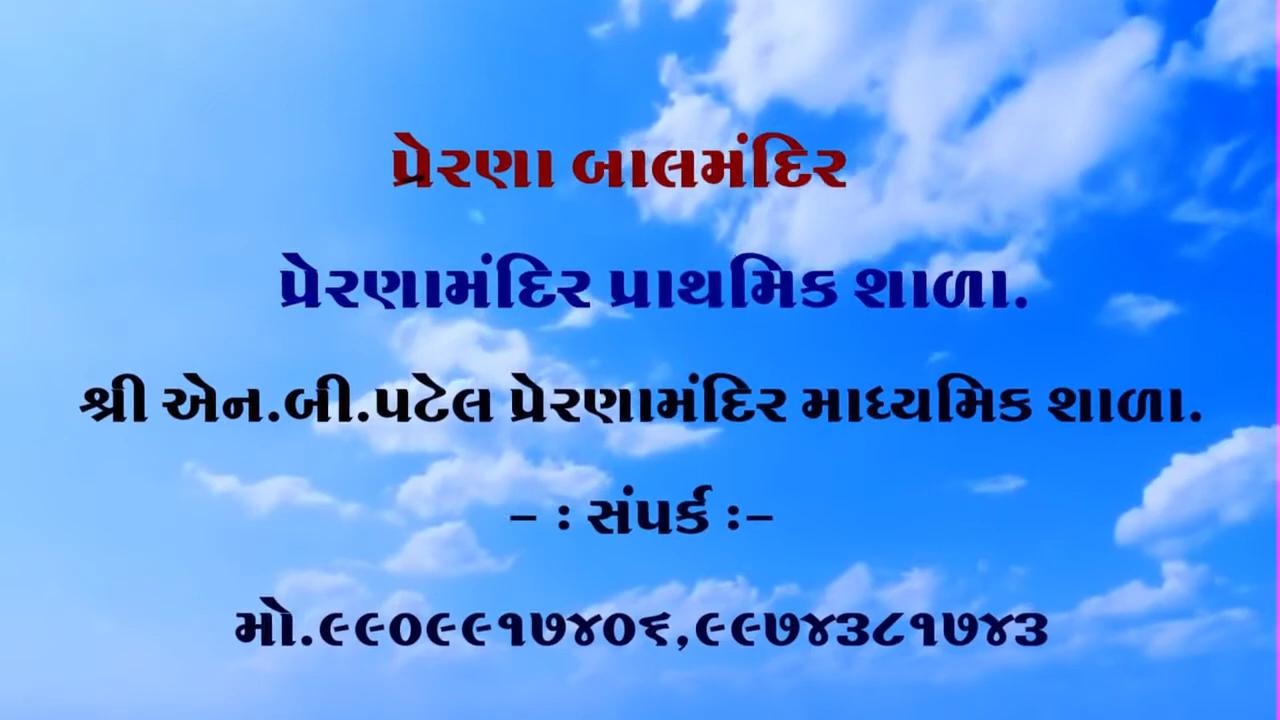 પ્રેરણા બાલમંદિર
પ્રેરણામંદિર પ્રાથમિક શાળા.
શ્રી એન.બી.પટેલ પ્રેરણામંદિર માધ્યમિક શાળા.
- : સંપર્ક :-
મો.૯૯૦૯૯૧૭૪૦૬,૯૯૭૪૩૮૧૭૪૩